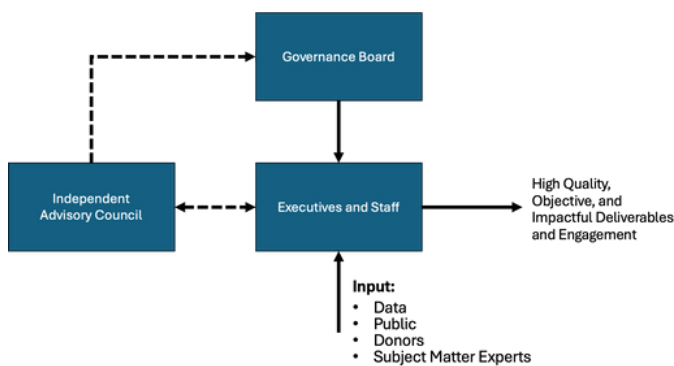 Governance Board
Independent
Advisory Council
Executives and Staff
High Quality,
Objective, and
Impactful Deliverables
and Engagement
Input:
• Data
• Public
• Donors
• Subject Matter Experts